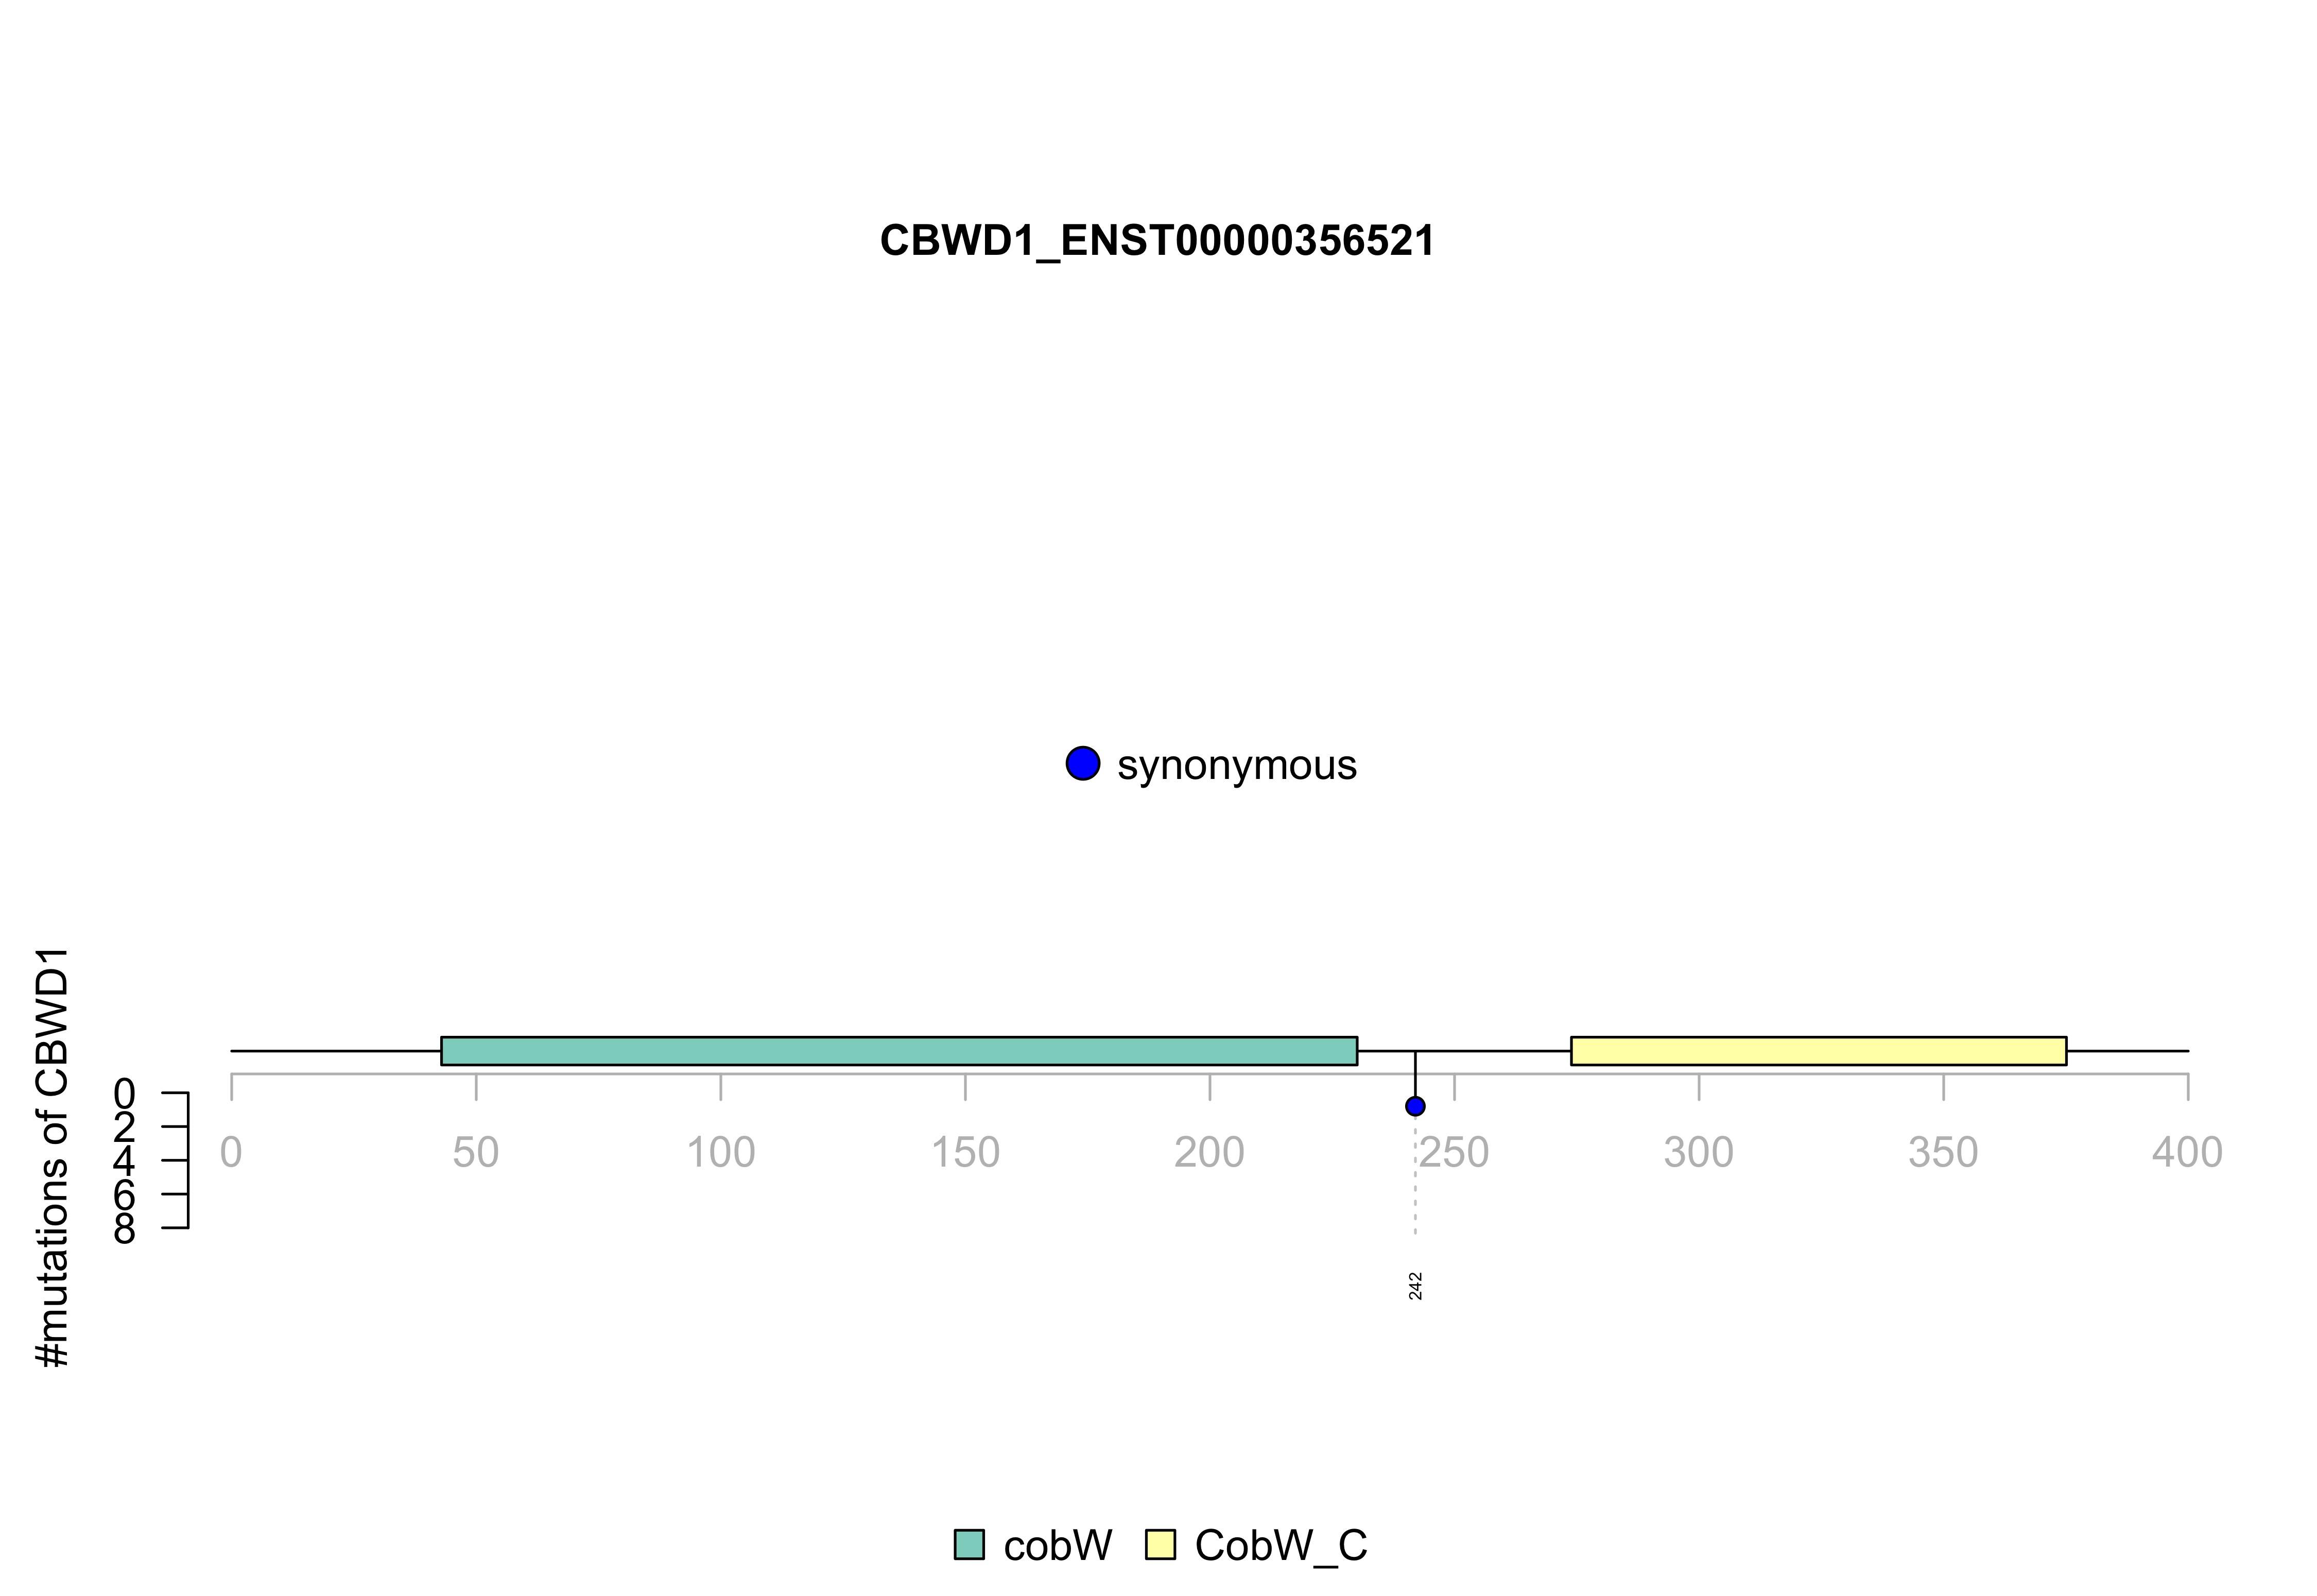 CBWD1_ENST00000356521
synonymous
#mutations of CBWD1
0
2
4
6
8
0 50 100 150 200 250 300 350 400
242
cobW CobW_C